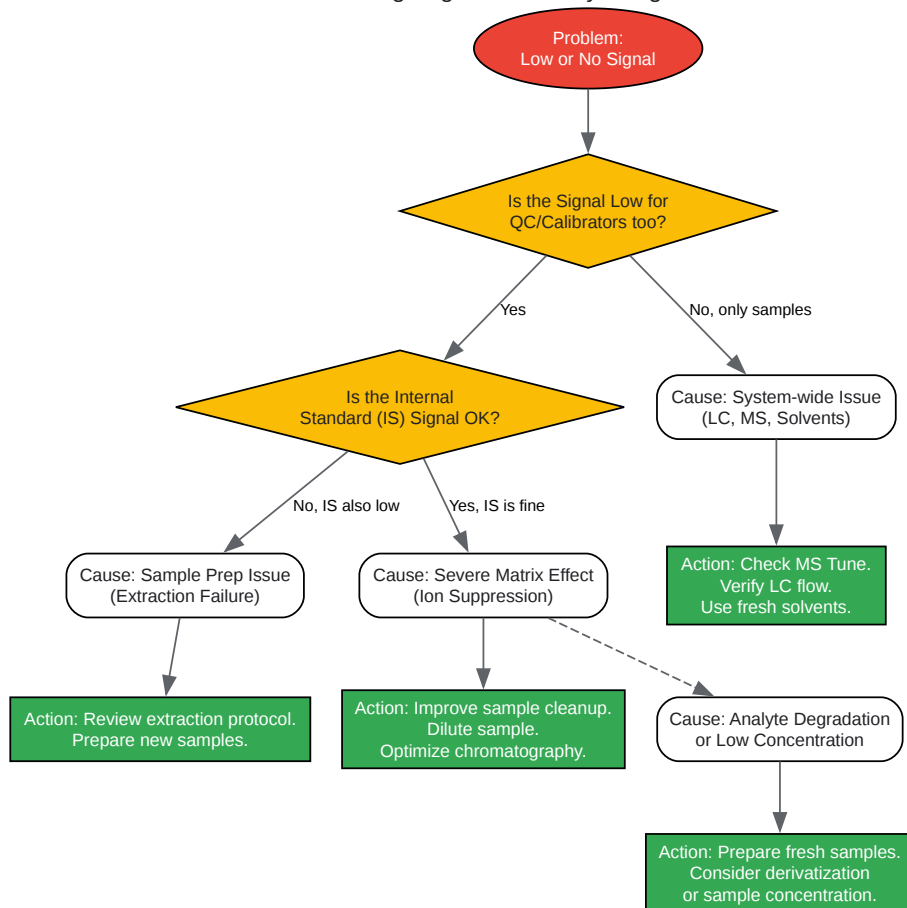 Problem:
Low or No Signal
Is the Signal Low for
QC/Calibrators too?
Yes
No, only samples
Is the Internal
Standard (IS) Signal OK?
Cause: System-wide Issue
(LC, MS, Solvents)
No, IS also low
Yes, IS is fine
Cause: Sample Prep Issue
(Extraction Failure)
Cause: Severe Matrix Effect
(Ion Suppression)
Action: Check MS Tune.
Verify LC flow.
Use fresh solvents.
Action: Review extraction protocol.
Prepare new samples.
Action: Improve sample cleanup.
Dilute sample.
Optimize chromatography.
Cause: Analyte Degradation
or Low Concentration
Action: Prepare fresh samples.
Consider derivatization
or sample concentration.